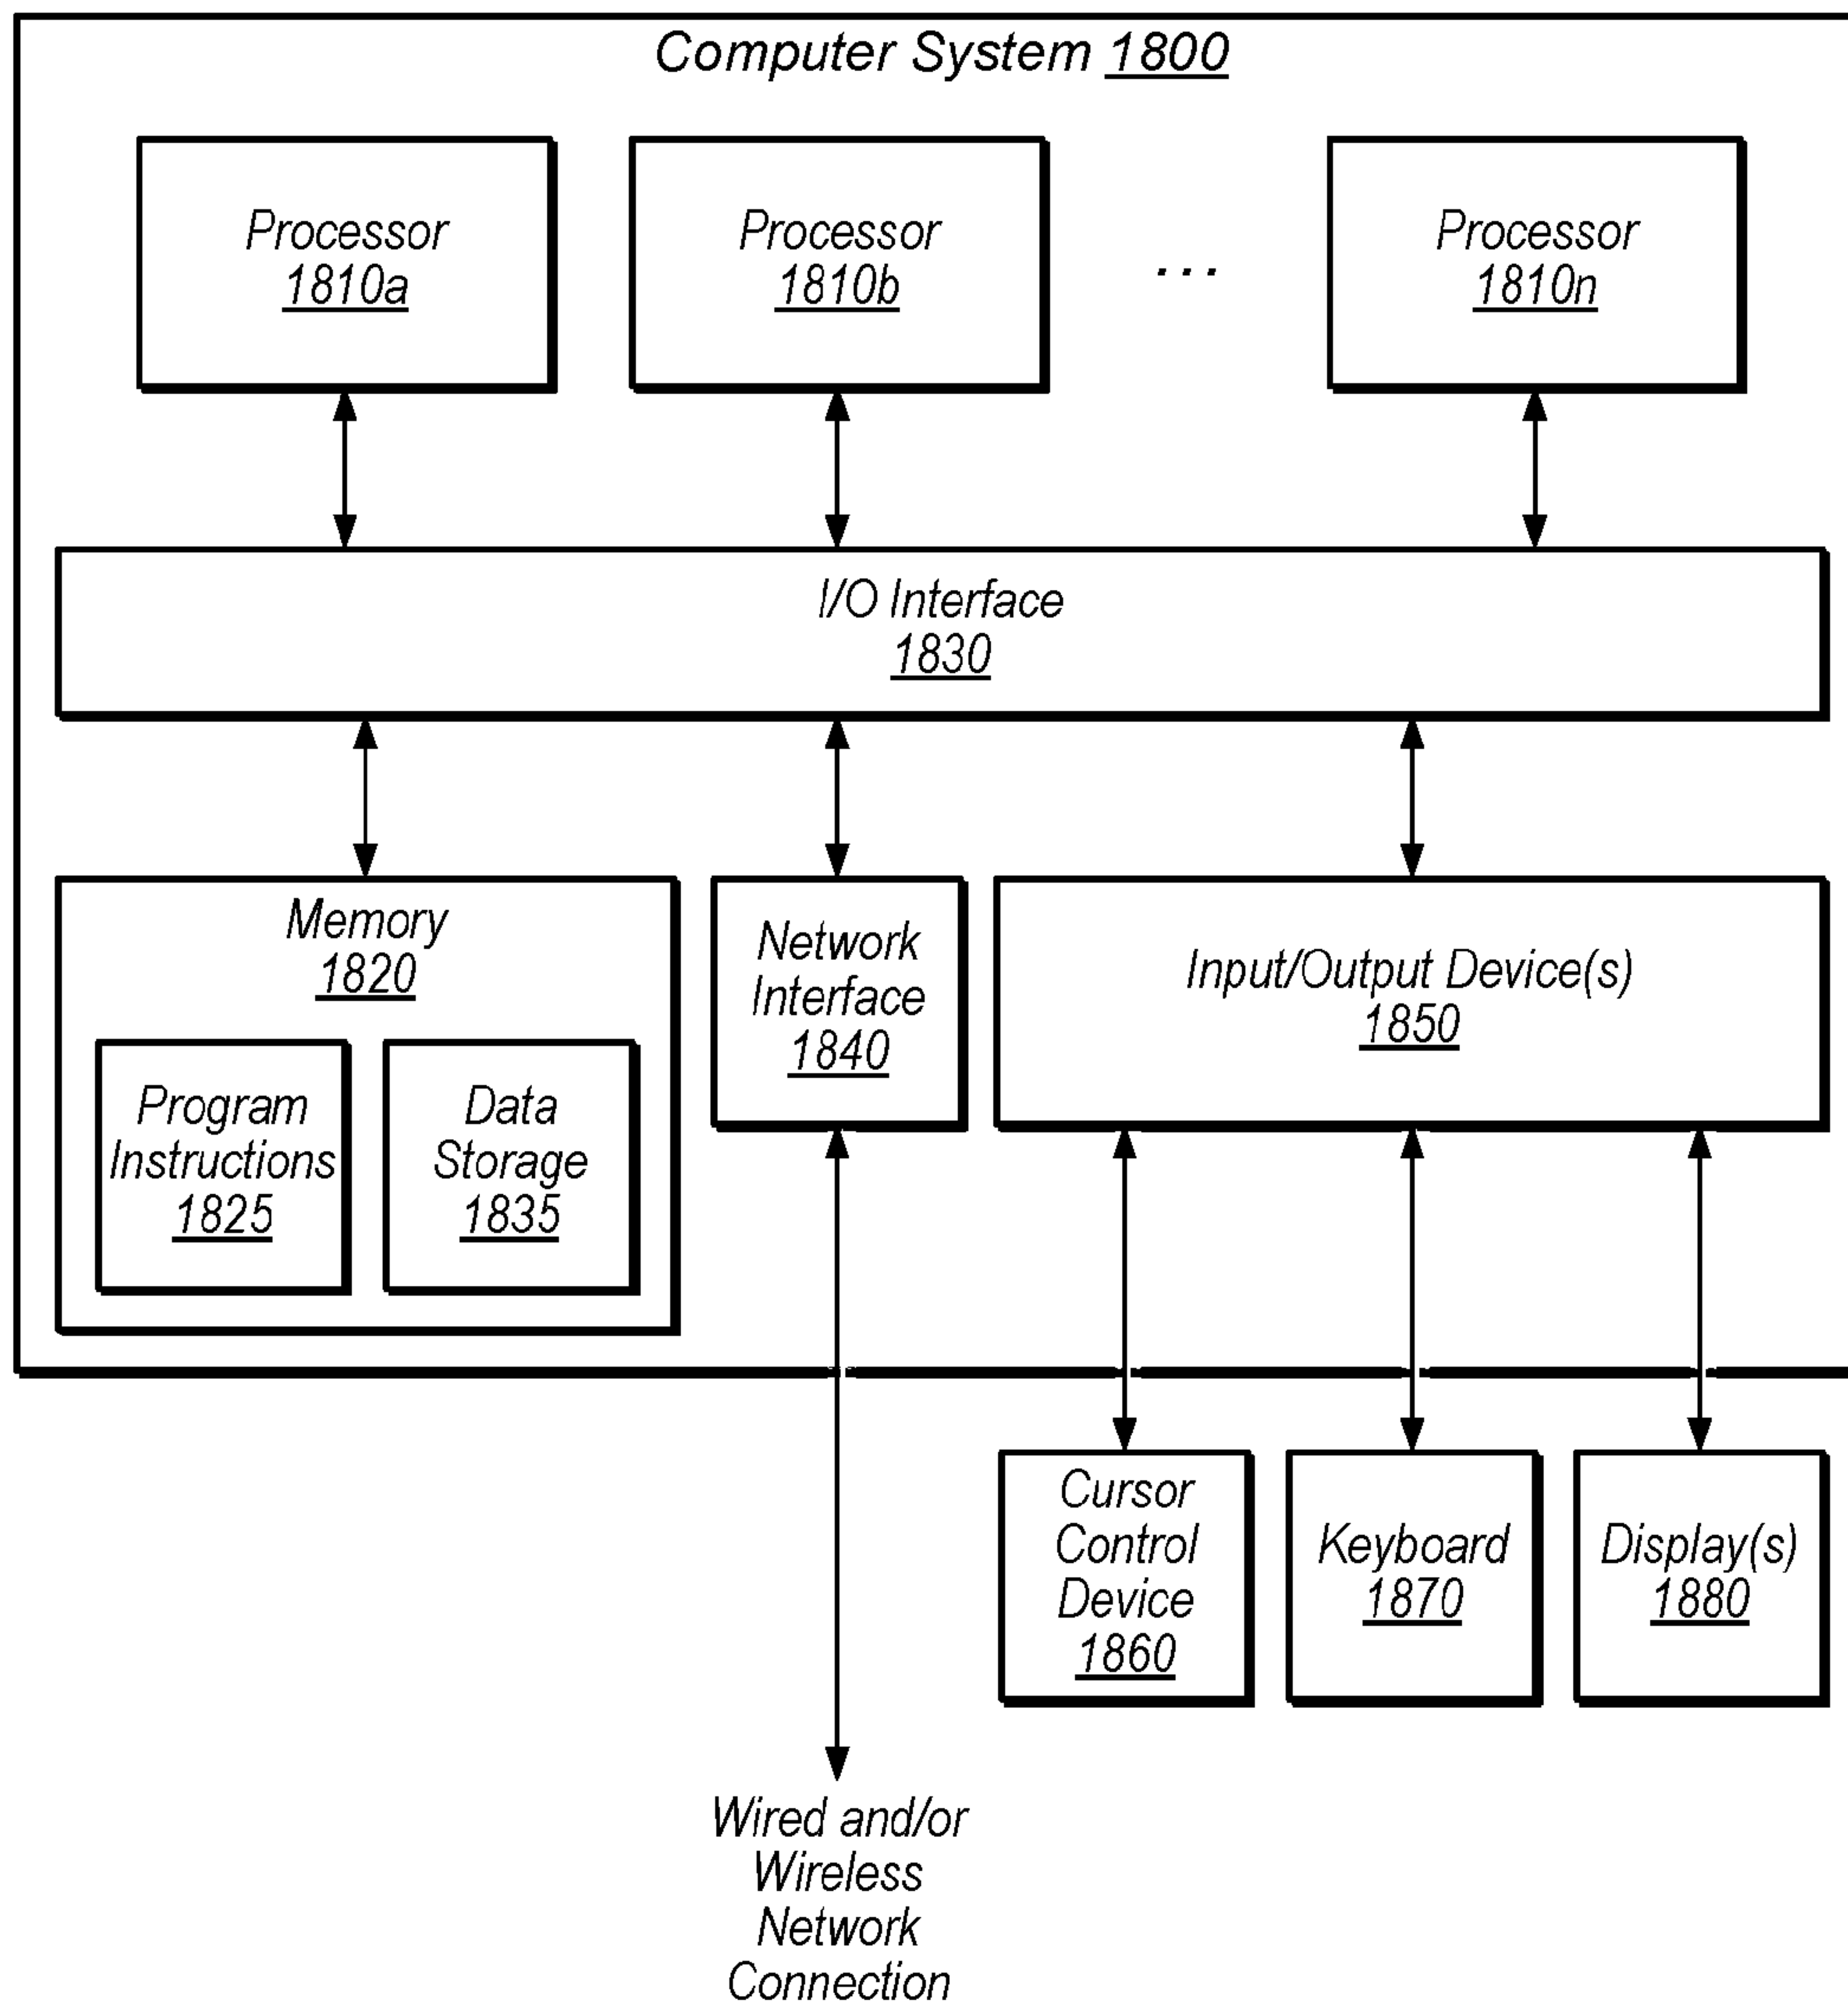 Computer System 1800
Processor
1810a
Processor
1810b
...
Processor
1810n
I/O Interface
1830
Memory
1820
Program
Instructions
1825
Data
Storage
1835
Network
Interface
1840
Input/Output Device(s)
1850
Cursor
Control
Device
1860
Keyboard
1870
Display(s)
1880
Wired and/or
Wireless
Network
Connection